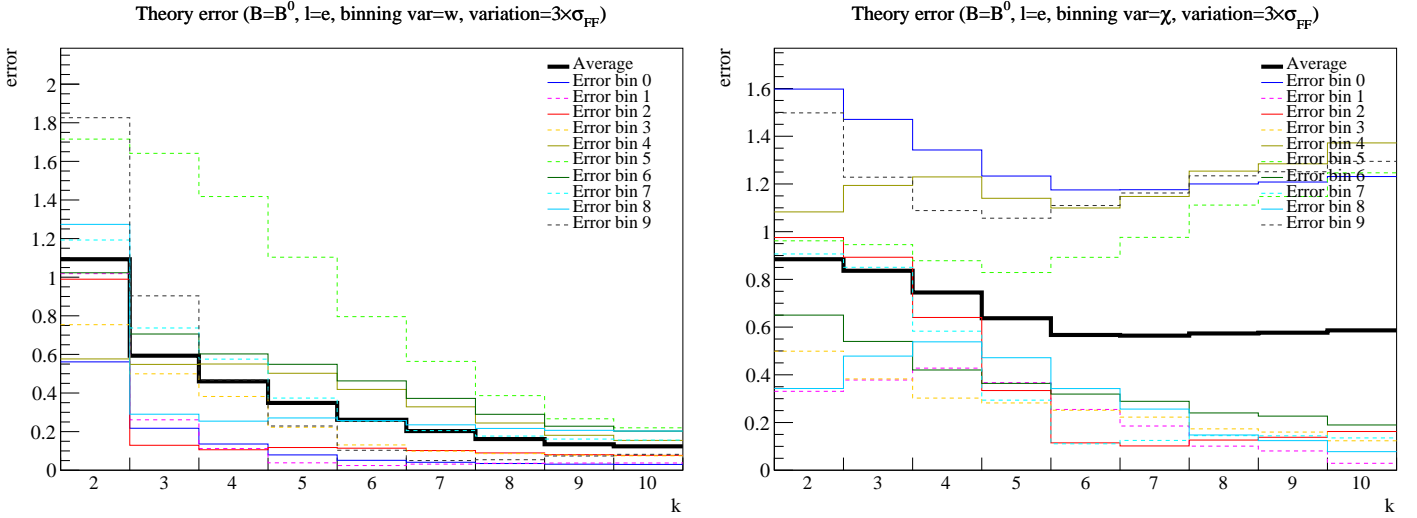 Theory error (B=B⁰, l=e, binning var=w, variation=3×σ_FF)
error
2
1.8
1.6
1.4
1.2
1
0.8
0.6
0.4
0.2
0
2 3 4 5 6 7 8 9 10
k
Average
Error bin 0
Error bin 1
Error bin 2
Error bin 3
Error bin 4
Error bin 5
Error bin 6
Error bin 7
Error bin 8
Error bin 9
Theory error (B=B⁰, l=e, binning var=χ, variation=3×σ_FF)
error
1.6
1.4
1.2
1
0.8
0.6
0.4
0.2
0
2 3 4 5 6 7 8 9 10
k
Average
Error bin 0
Error bin 1
Error bin 2
Error bin 3
Error bin 4
Error bin 5
Error bin 6
Error bin 7
Error bin 8
Error bin 9